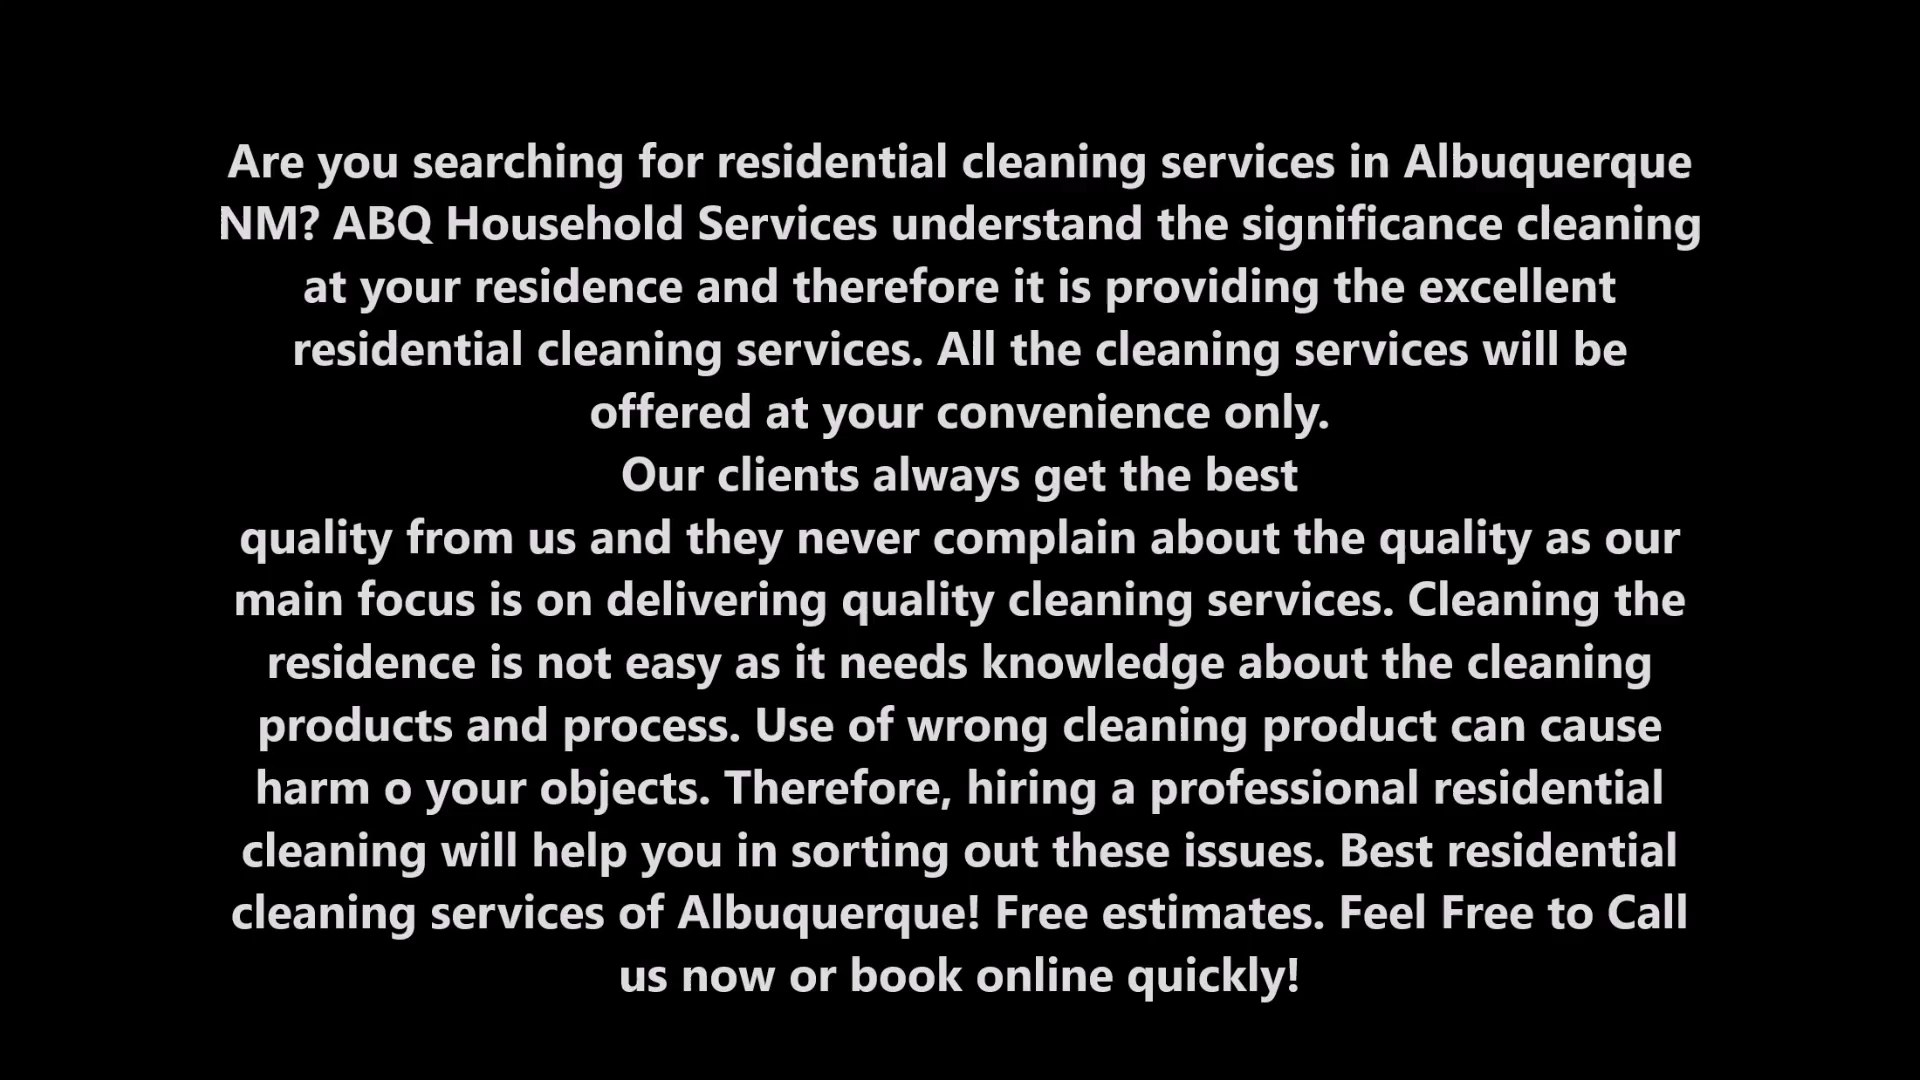 Are you searching for residential cleaning services in Albuquerque
NM? ABQ Household Services understand the significance cleaning
at your residence and therefore it is providing the excellent
residential cleaning services. All the cleaning services will be
offered at your convenience only.
Our clients always get the best
quality from us and they never complain about the quality as our
main focus is on delivering quality cleaning services. Cleaning the
residence is not easy as it needs knowledge about the cleaning
products and process. Use of wrong cleaning product can cause
harm o your objects. Therefore, hiring a professional residential
cleaning will help you in sorting out these issues. Best residential
cleaning services of Albuquerque! Free estimates. Feel Free to Call
us now or book online quickly!